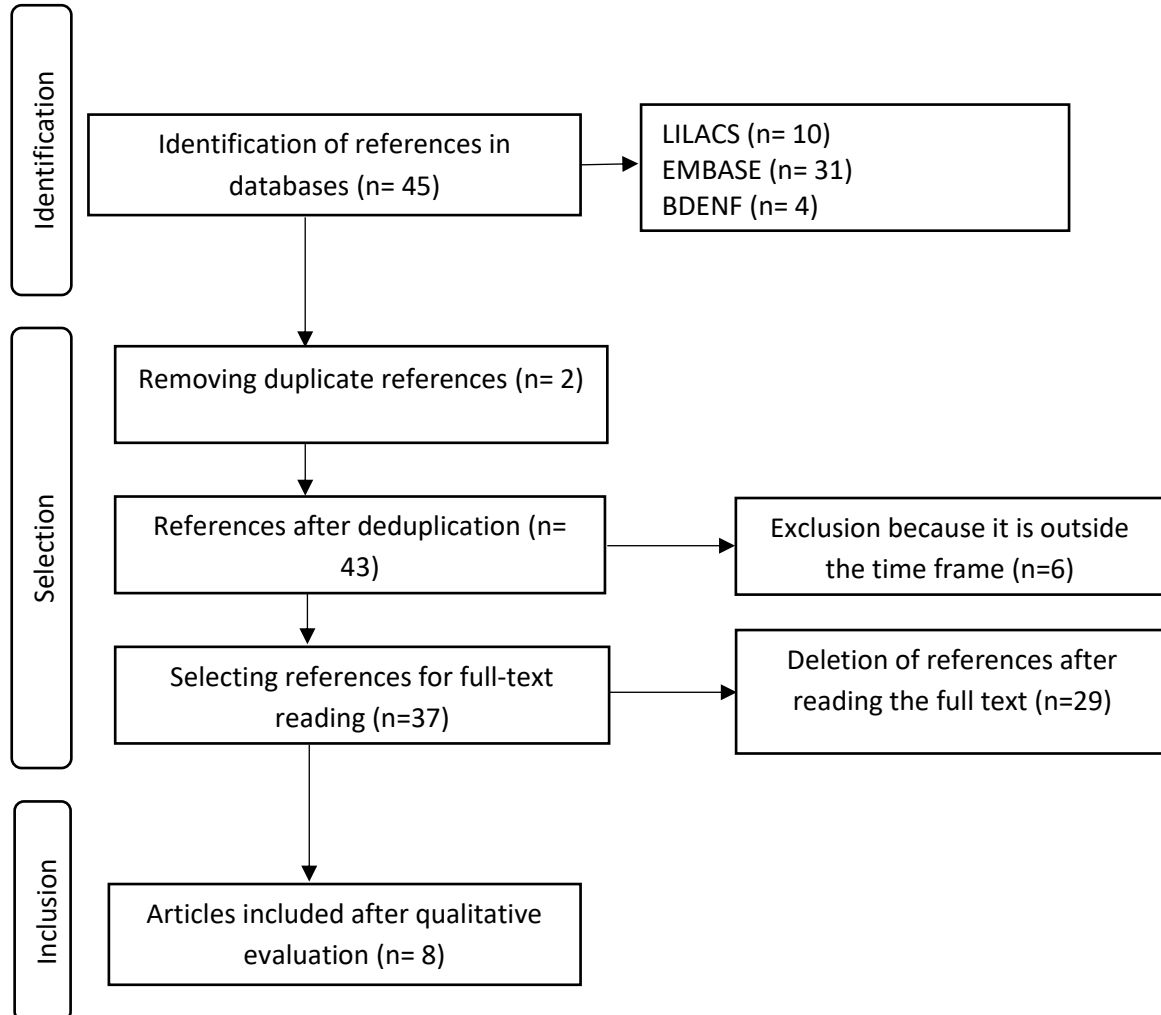 Identification
Identification of references in
databases (n= 45)
LILACS (n= 10)
EMBASE (n= 31)
BDENF (n= 4)
Selection
Removing duplicate references (n= 2)
References after deduplication (n=
43)
Exclusion because it is outside
the time frame (n=6)
Selecting references for full-text
reading (n=37)
Deletion of references after
reading the full text (n=29)
Inclusion
Articles included after qualitative
evaluation (n= 8)